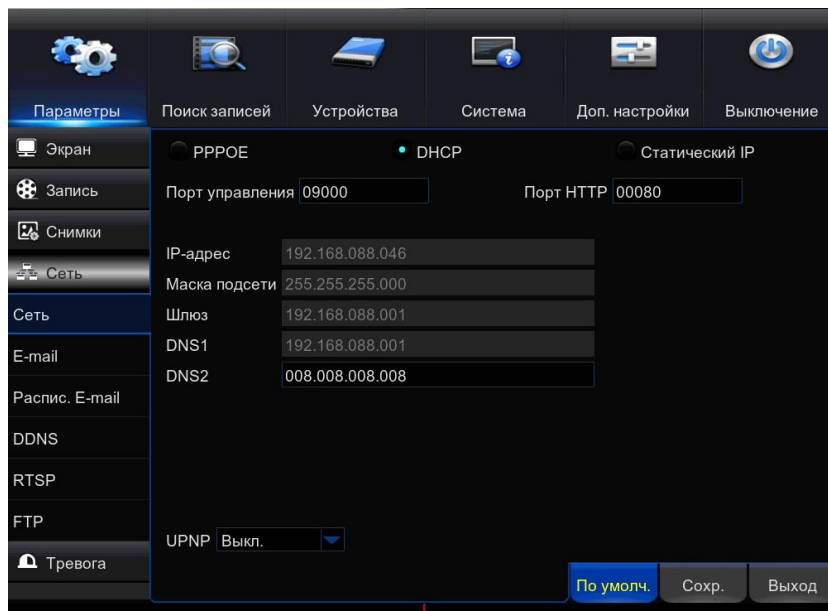 Параметры
Поиск записей
Устройства
Система
Доп. настройки
Выключение
Экран
Запись
Снимки
Сеть
Сеть
E-mail
Распис. E-mail
DDNS
RTSP
FTP
Тревога
PPPOE
DHCP
Статический IP
Порт управления 09000
Порт HTTP 00080
IP-адрес 192.168.088.046
Маска подсети 255.255.255.000
Шлюз 192.168.088.001
DNS1 192.168.088.001
DNS2 008.008.008.008
UPNP Выкл.
По умолч.
Сохр.
Выход